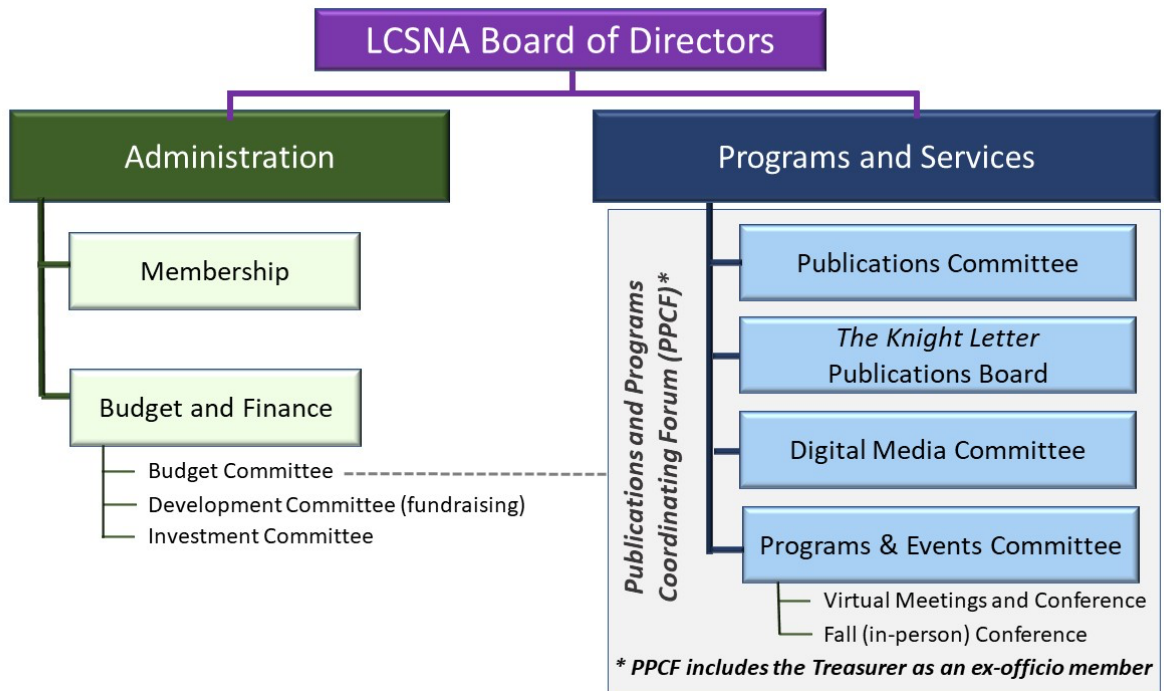 LCSNA Board of Directors
Administration
Membership
Budget and Finance
Budget Committee
Development Committee (fundraising)
Investment Committee
Programs and Services
Publications and Programs
Coordinating Forum (PPCF)*
Publications Committee
The Knight Letter
Publications Board
Digital Media Committee
Programs & Events Committee
Virtual Meetings and Conference
Fall (in-person) Conference
* PPCF includes the Treasurer as an ex-officio member